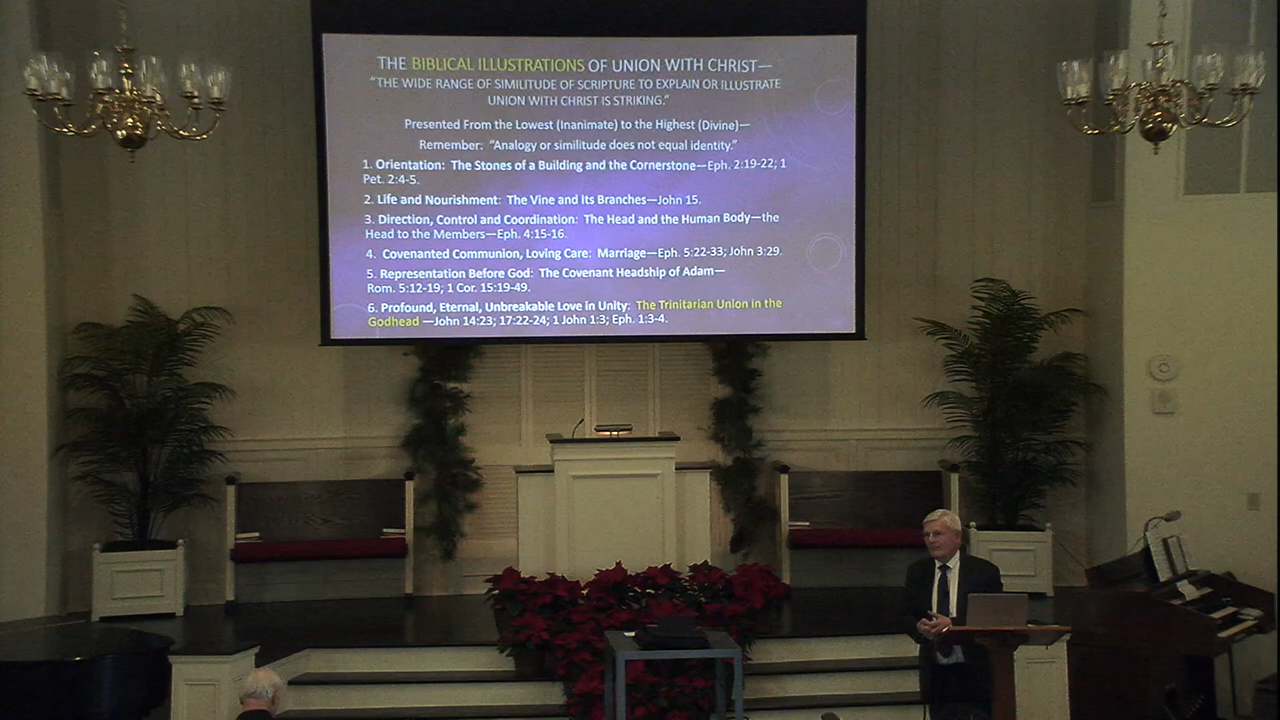 THE BIBLICAL ILLUSTRATIONS OF UNION WITH CHRIST—
“THE WIDE RANGE OF SIMILITUDE OF SCRIPTURE TO EXPLAIN OR ILLUSTRATE
UNION WITH CHRIST IS STRIKING.”
Presented From the Lowest (Inanimate) to the Highest (Divine)—
Remember: “Analogy or similitude does not equal identity.”
1. Orientation: The Stones of a Building and the Cornerstone—Eph. 2:19-22; 1
Pet. 2:4-5.
2. Life and Nourishment: The Vine and Its Branches—John 15.
3. Direction, Control and Coordination: The Head and the Human Body—the
Head to the Members—Eph. 4:15-16.
4. Covenanted Communion, Loving Care: Marriage—Eph. 5:22-33; John 3:29.
5. Representation Before God: The Covenant Headship of Adam—
Rom. 5:12-19; 1 Cor. 15:19-49.
6. Profound, Eternal, Unbreakable Love in Unity: The Trinitarian Union in the
Godhead —John 14:23; 17:22-24; 1 John 1:3; Eph. 1:3-4.